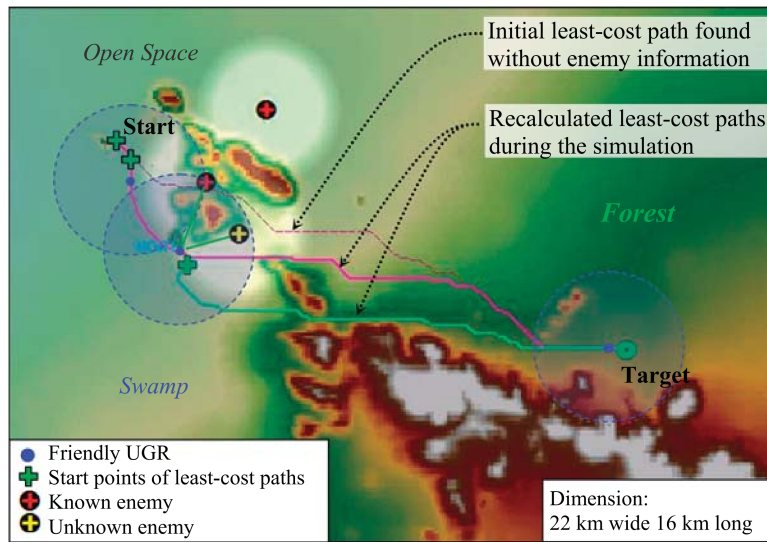 Open Space
Initial least-cost path found
without enemy information
Start
Recalculated least-cost paths
during the simulation
Forest
UGR
Swamp
Target
Friendly UGR
Start points of least-cost paths
Known enemy
Unknown enemy
Dimension:
22 km wide 16 km long